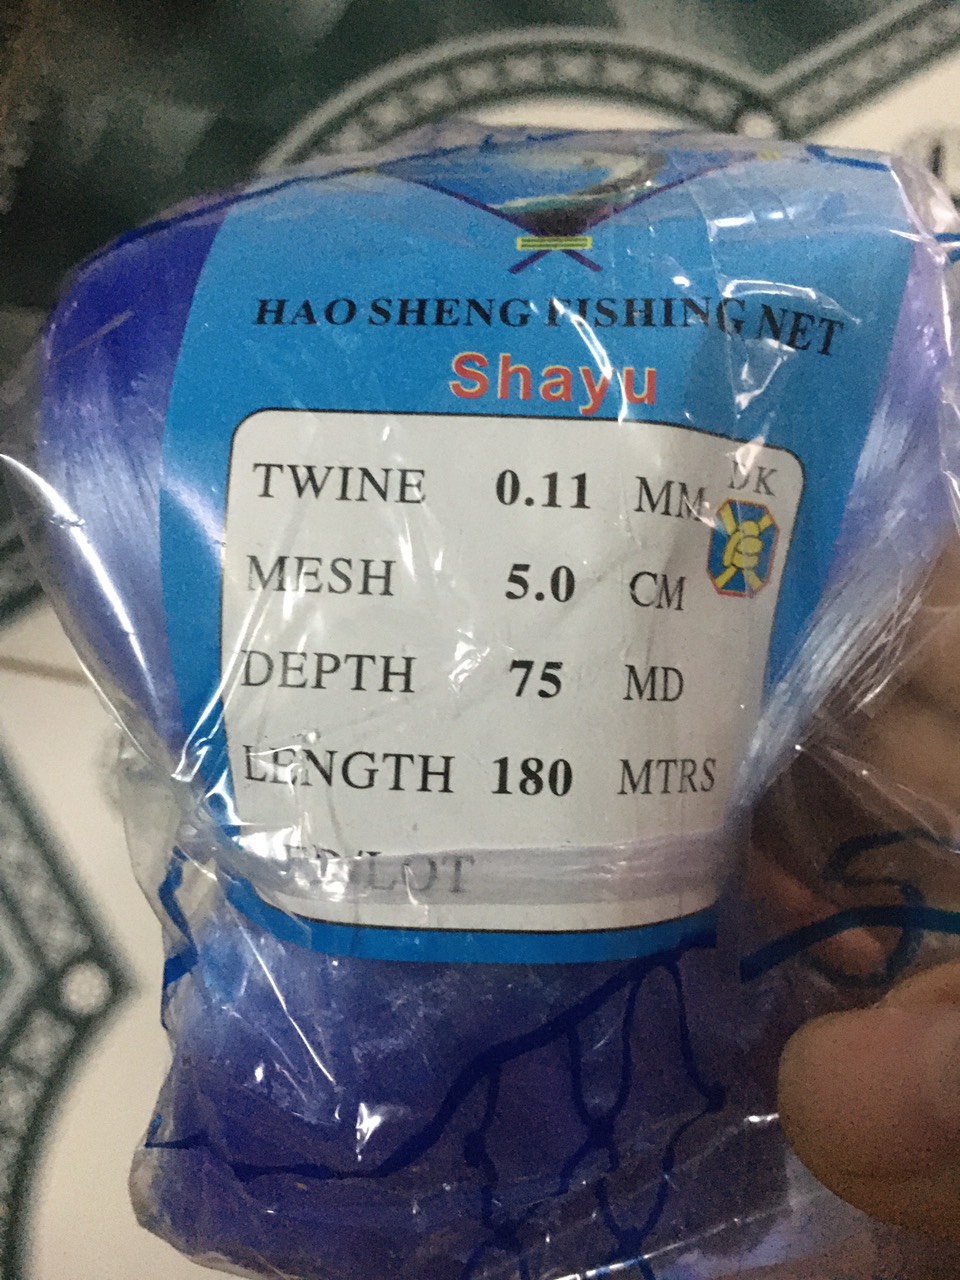 HAO SHENG FISHING NET
Shayu
DK
TWINE 0.11 MM
MESH 5.0 CM
DEPTH 75 MD
LENGTH 180 MTRS